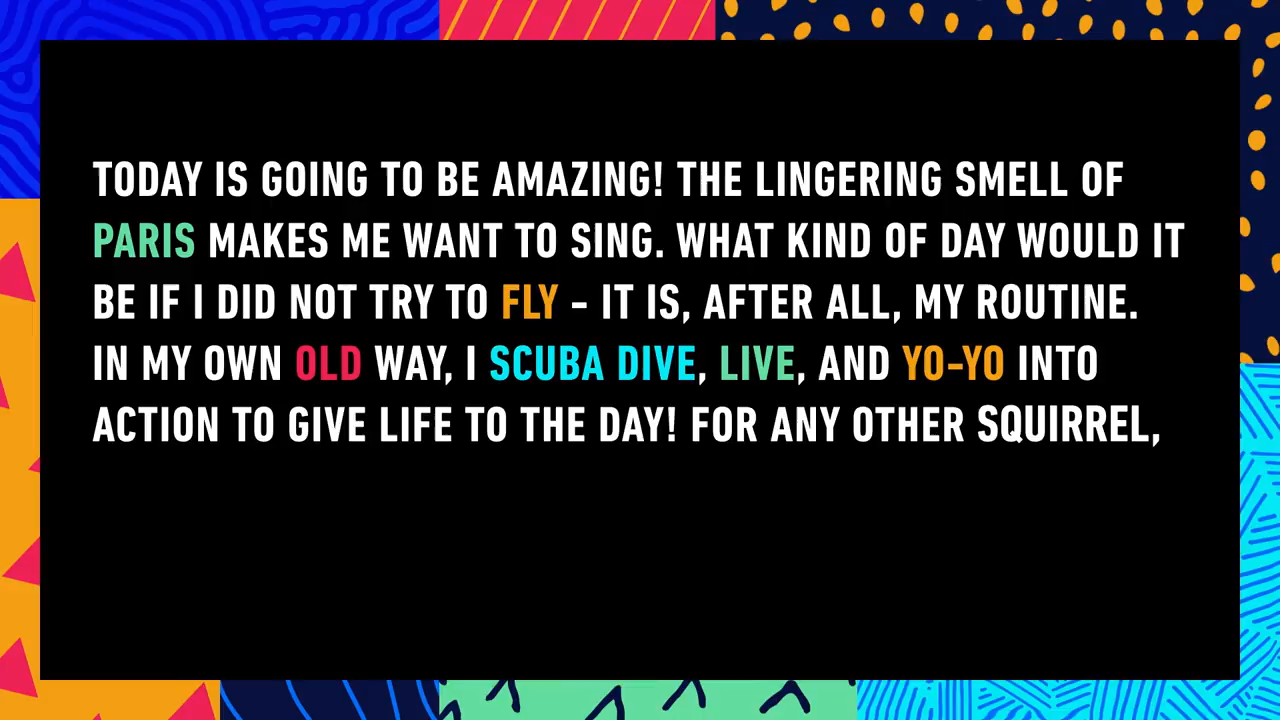 TODAY IS GOING TO BE AMAZING! THE LINGERING SMELL OF
PARIS MAKES ME WANT TO SING. WHAT KIND OF DAY WOULD IT
BE IF I DID NOT TRY TO FLY – IT IS, AFTER ALL, MY ROUTINE.
IN MY OWN OLD WAY, I SCUBA DIVE, LIVE, AND YO-YO INTO
ACTION TO GIVE LIFE TO THE DAY! FOR ANY OTHER SQUIRREL,